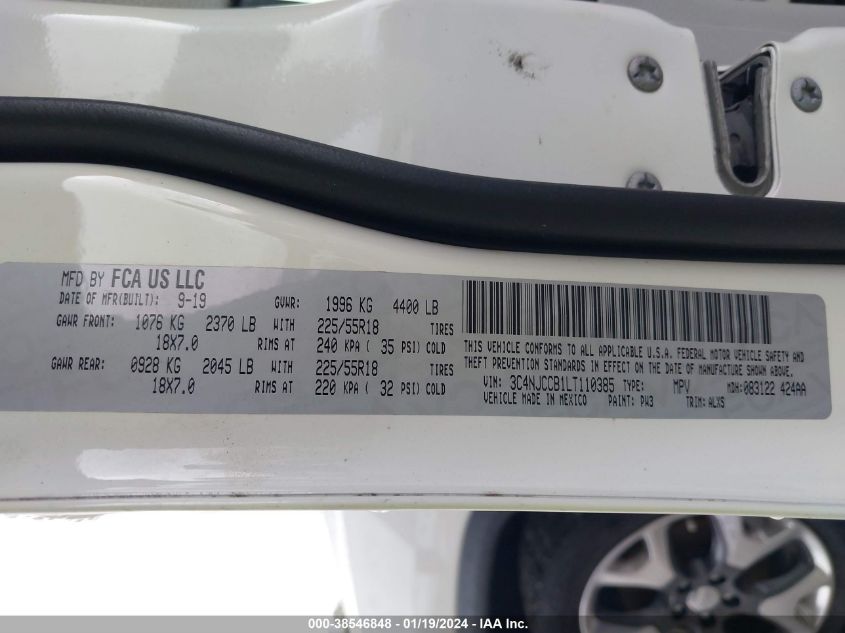 MFD BY FCA US LLC
DATE OF MFR(BUILT): 9-19 GVWR: 1996 KG 4400 LB
GAWR FRONT: 1076 KG 2370 LB WITH 225/55R18 TIRES
18X7.0 RIMS AT 240 KPA ( 35 PSI) COLD
GAWR REAR: 0928 KG 2045 LB WITH 225/55R18 TIRES
18X7.0 RIMS AT 220 KPA ( 32 PSI) COLD
THIS VEHICLE CONFORMS TO ALL APPLICABLE U.S.A. FEDERAL MOTOR VEHICLE SAFETY AND
THEFT PREVENTION STANDARDS IN EFFECT ON THE DATE OF MANUFACTURE SHOWN ABOVE.
VIN: 3C4NJCCB1LT110385 TYPE: MPV MDH:083122 424AA
VEHICLE MADE IN MEXICO PAINT: PW3 TRIM: ALXS
000-38546848 - 01/19/2024 - IAA Inc.